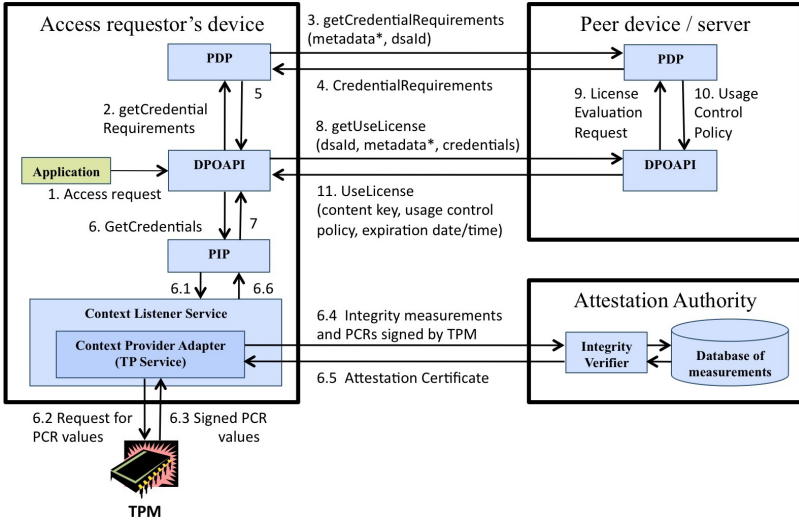 Access requestor's device
PDP
2. getCredential
Requirements
5
Application
1. Access request
DPOAPI
6. GetCredentials
7
PIP
6.1
6.6
Context Listener Service
Context Provider Adapter
(TP Service)
6.2 Request for
PCR values
6.3 Signed PCR
values
TPM
3. getCredentialRequirements
(metadata*, dsaId)
4. CredentialRequirements
8. getUseLicense
(dsaId, metadata*, credentials)
11. UseLicense
(content key, usage control
policy, expiration date/time)
6.4 Integrity measurements
and PCRs signed by TPM
6.5 Attestation Certificate
Peer device / server
PDP
9. License
Evaluation
Request
10. Usage
Control
Policy
DPOAPI
Attestation Authority
Integrity
Verifier
Database of
measurements